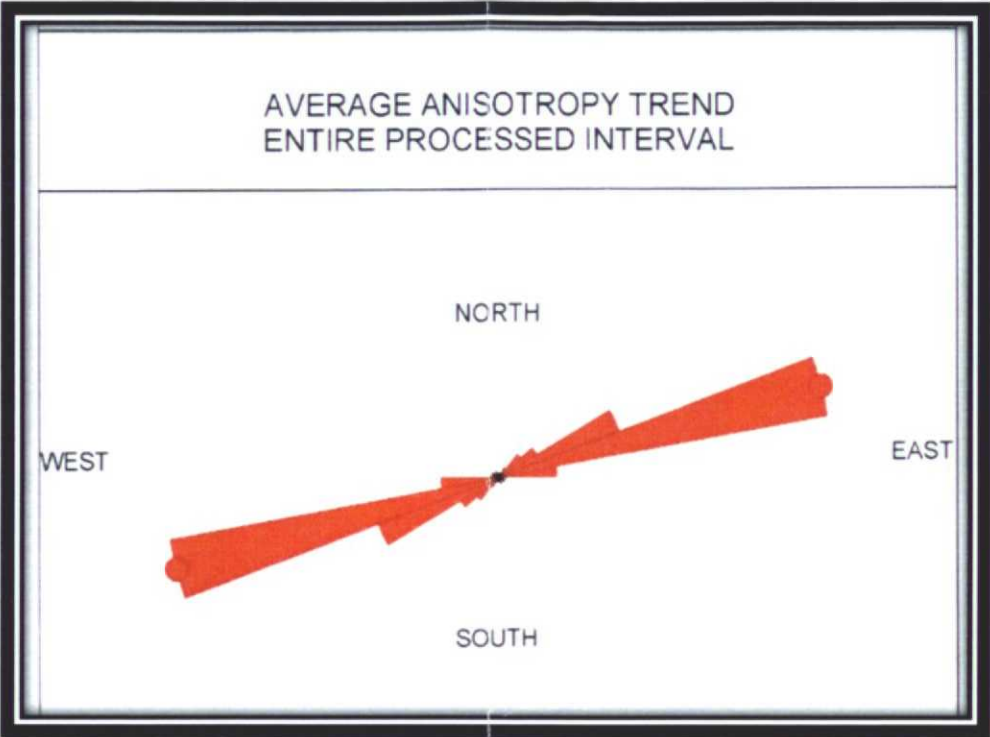 AVERAGE ANISOTROPY TREND
ENTIRE PROCESSED INTERVAL
NORTH
WEST
EAST
SOUTH